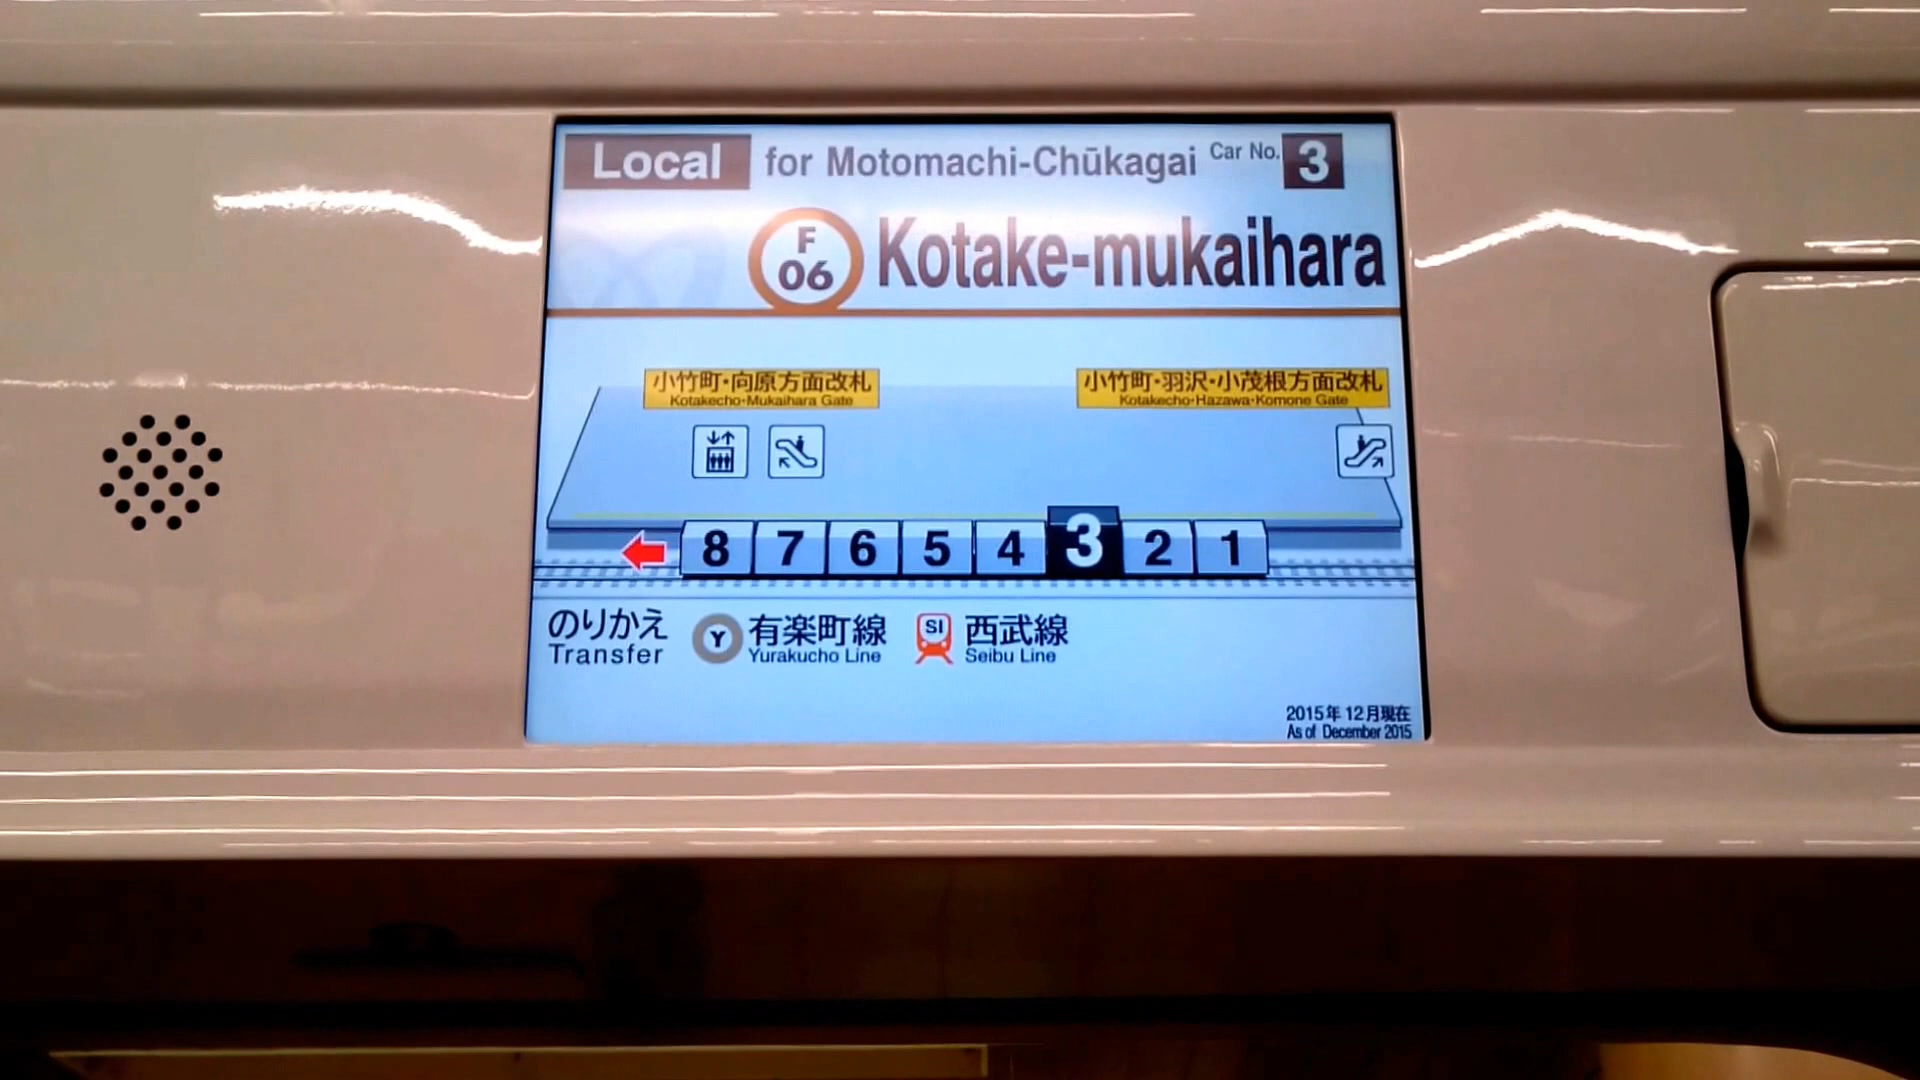 Local for Motomachi-Chūkagai Car No. 3
F
06
Kotake-mukaihara
小竹町・向原方面改札
Kotakecho・Mukaihara Gate
小竹町・羽沢・小茂根方面改札
Kotakecho・Hazawa・Komone Gate
8 7 6 5 4 3 2 1
のりかえ
Transfer
Y 有楽町線
Yurakucho Line
SI 西武線
Seibu Line
2015年12月現在
As of December 2015